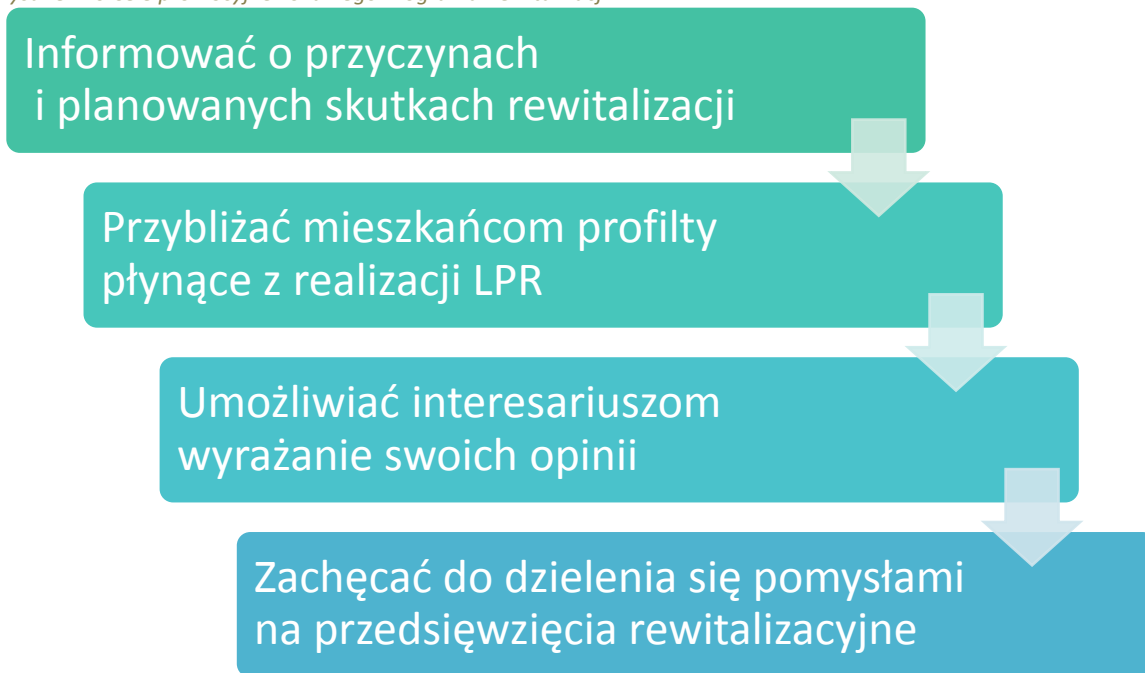 Informować o przyczynach
i planowanych skutkach rewitalizacji
Przybliżać mieszkańcom profilty
płynące z realizacji LPR
Umożliwiać interesariuszom
wyrażanie swoich opinii
Zachęcać do dzielenia się pomysłami
na przedsięwzięcia rewitalizacyjne